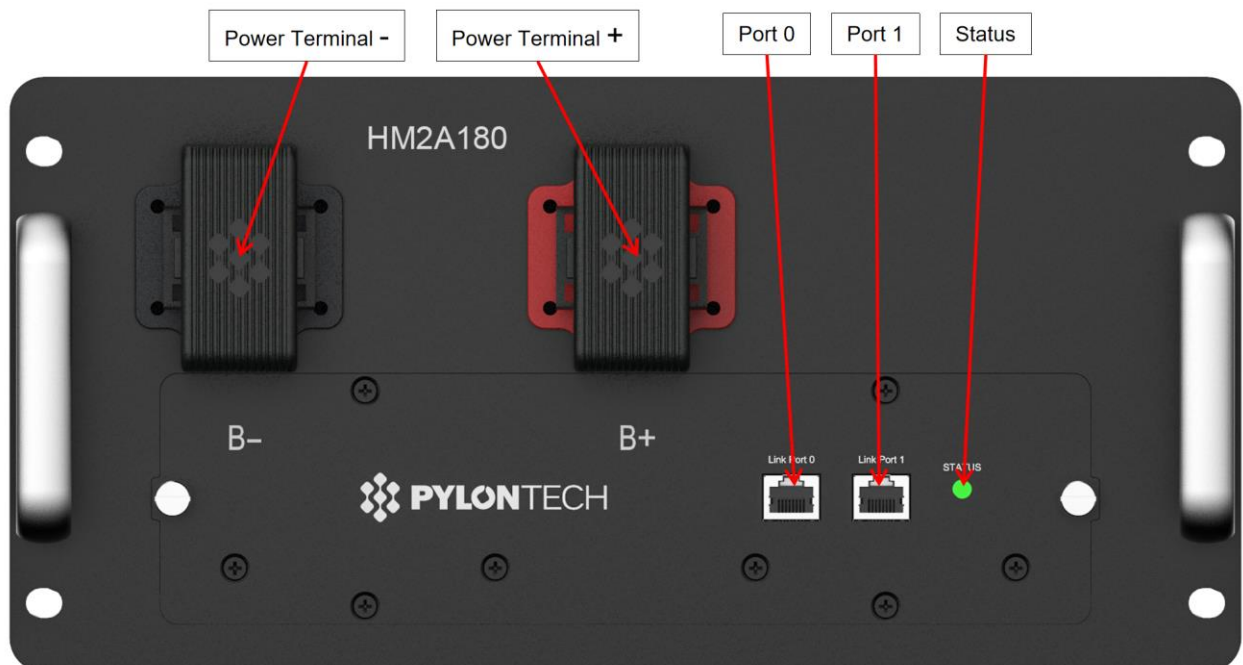 Power Terminal -
Power Terminal +
Port 0
Port 1
Status
HM2A180
B-
B+
Link Port 0
Link Port 1
STATUS
PYLONTECH